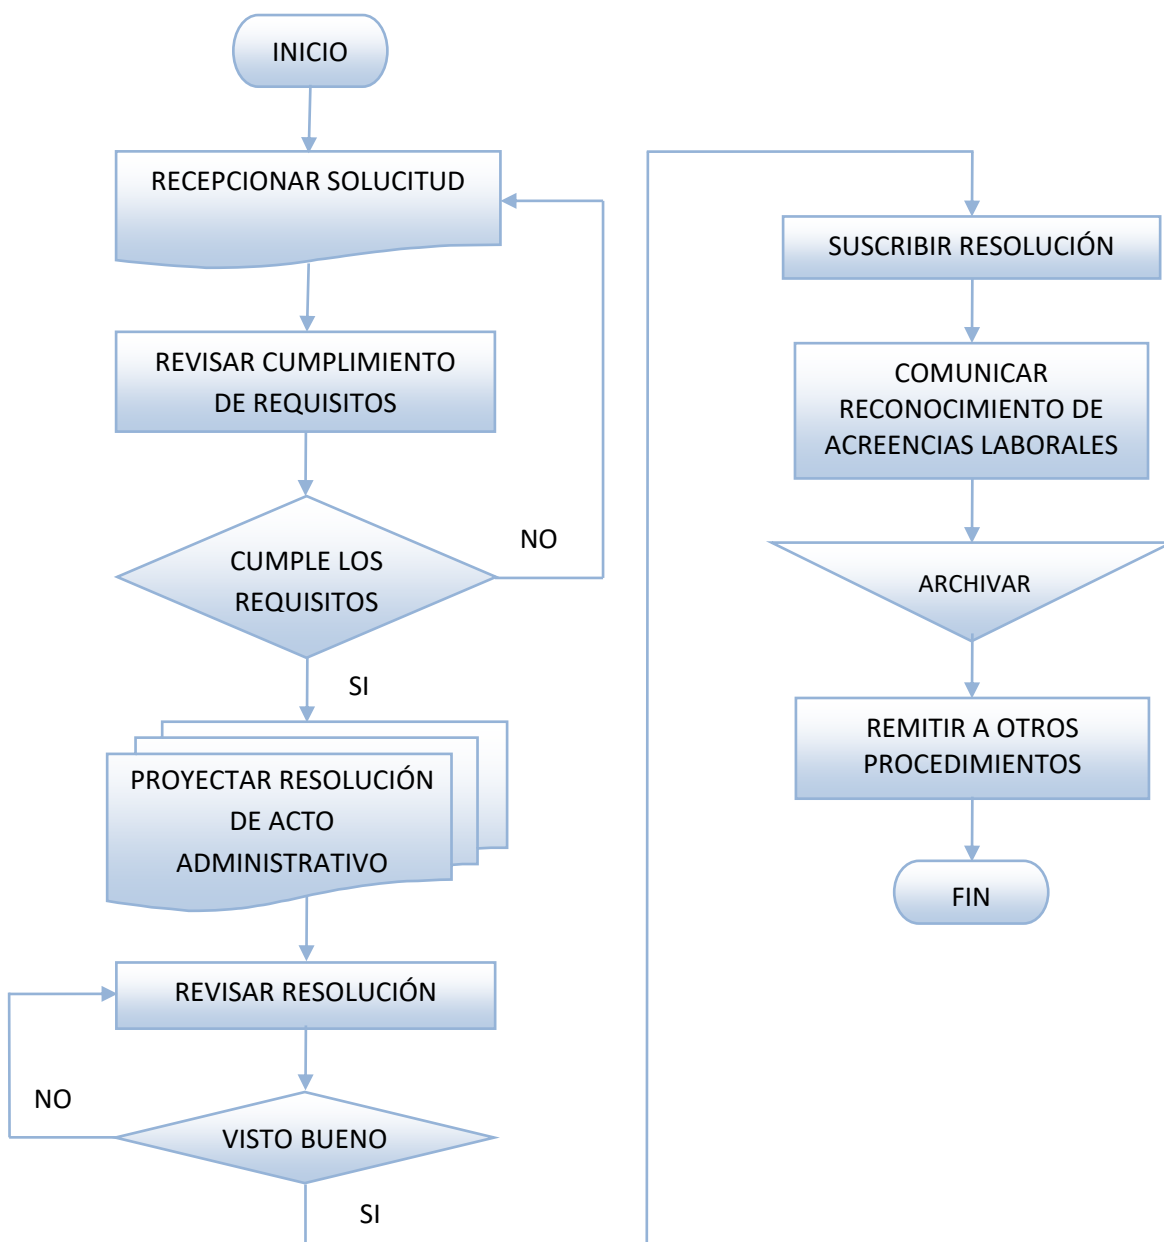 INICIO
RECEPCIONAR SOLUCITUD
REVISAR CUMPLIMIENTO
DE REQUISITOS
CUMPLE LOS
REQUISITOS
NO
SI
PROYECTAR RESOLUCIÓN
DE ACTO
ADMINISTRATIVO
REVISAR RESOLUCIÓN
NO
VISTO BUENO
SI
SUSCRIBIR RESOLUCIÓN
COMUNICAR
RECONOCIMIENTO DE
ACREENCIAS LABORALES
ARCHIVAR
REMITIR A OTROS
PROCEDIMIENTOS
FIN